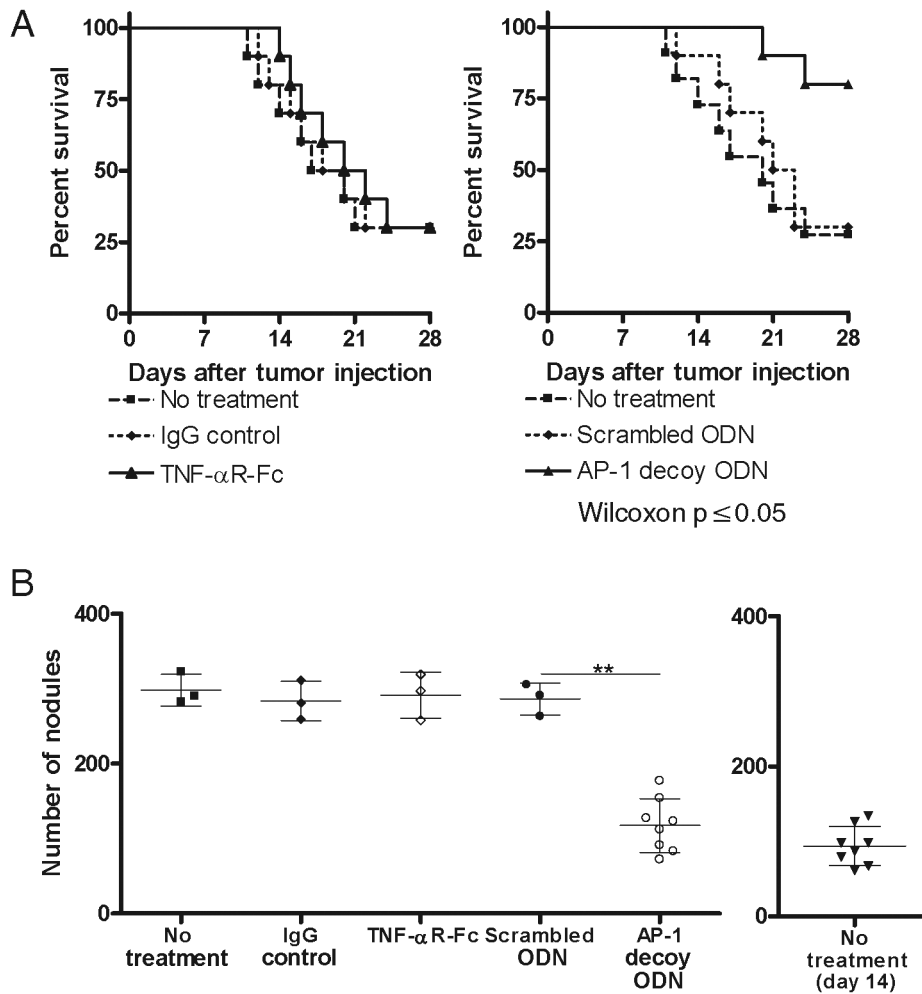 A
Percent survival
100
75
50
25
0
0 7 14 21 28
Days after tumor injection
No treatment
IgG control
TNF-αR-Fc
Percent survival
100
75
50
25
0
0 7 14 21 28
Days after tumor injection
No treatment
Scrambled ODN
AP-1 decoy ODN
Wilcoxon p ≤ 0.05
B
Number of nodules
400
200
0
**
No
treatment
IgG
control
TNF-αR-Fc
Scrambled
ODN
AP-1
decoy
ODN
400
200
0
No
treatment
(day 14)